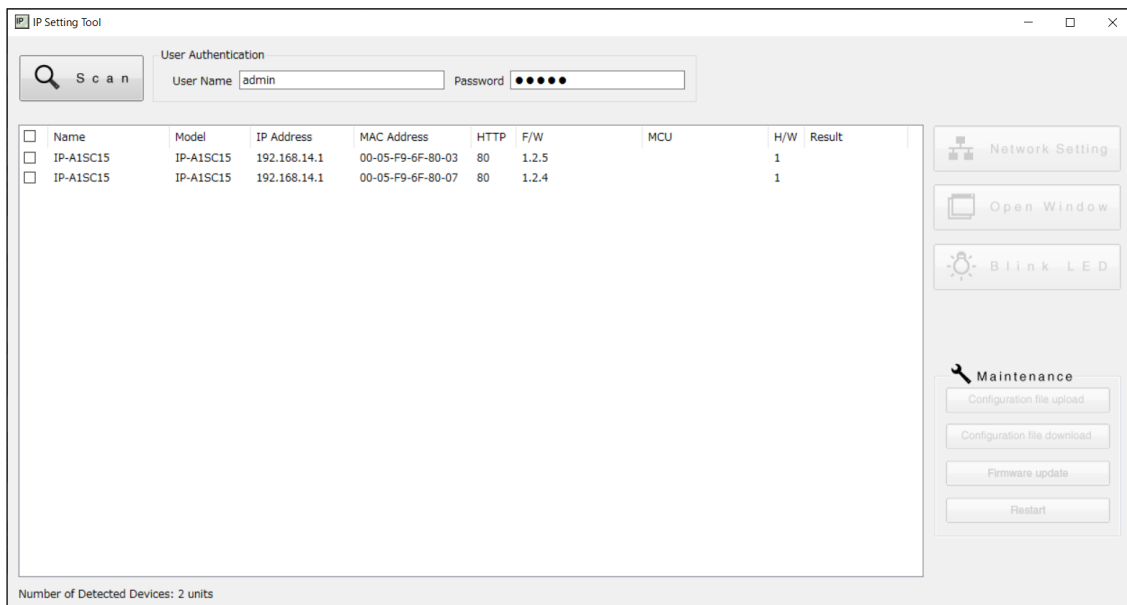 IP IP Setting Tool
Scan
User Authentication
User Name admin Password ●●●●●
Name Model IP Address MAC Address HTTP F/W MCU H/W Result
IP-A1SC15 IP-A1SC15 192.168.14.1 00-05-F9-6F-80-03 80 1.2.5 1
IP-A1SC15 IP-A1SC15 192.168.14.1 00-05-F9-6F-80-07 80 1.2.4 1
Network Setting
Open Window
Blink LED
Maintenance
Configuration file upload
Configuration file download
Firmware update
Restart
Number of Detected Devices: 2 units